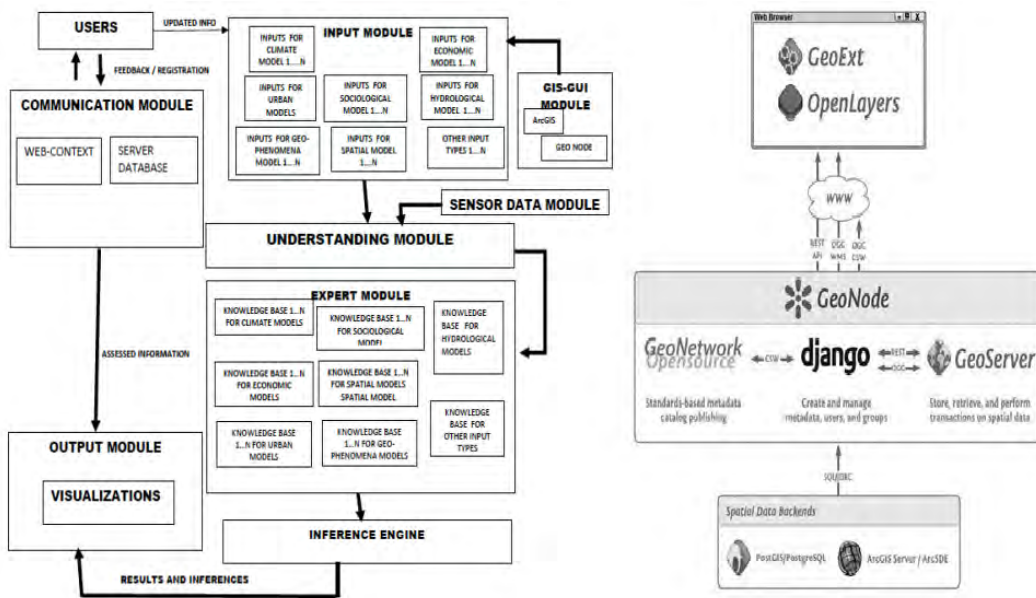 USERS
UPDATED INFO
FEEDBACK / REGISTRATION
COMMUNICATION MODULE
WEB-CONTEXT
SERVER
DATABASE
INPUT MODULE
INPUTS FOR
CLIMATE
MODEL 1....N
INPUTS FOR
ECONOMIC
MODEL 1...N
INPUTS FOR
URBAN
MODELS
INPUTS FOR
SOCIOLOGICAL
MODEL 1...N
INPUTS FOR
HYDROLOGICAL
MODEL 1...N
INPUTS FOR GEO-
PHENOMENA
MODEL 1...N
INPUTS FOR
SPATIAL MODEL
1...N
OTHER INPUT
TYPES 1...N
GIS-GUI
MODULE
ArcGIS
GEO NODE
SENSOR DATA MODULE
UNDERSTANDING MODULE
EXPERT MODULE
KNOWLEDGE BASE 1...N
FOR CLIMATE MODELS
KNOWLEDGE BASE 1...N
FOR SOCIOLOGICAL
MODEL
KNOWLEDGE
BASE FOR
HYDROLOGICAL
MODELS
KNOWLEDGE BASE 1...N
FOR ECONOMIC
MODELS
KNOWLEDGE BASE 1...N
FOR SPATIAL MODELS
SPATIAL MODEL
KNOWLEDGE BASE
1...N FOR URBAN
MODELS
KNOWLEDGE BASE
1...N FOR GEO-
PHENOMENA MODELS
KNOWLEDGE
BASE FOR
OTHER INPUT
TYPES
ASSESSED INFORMATION
OUTPUT MODULE
VISUALIZATIONS
INFERENCE ENGINE
RESULTS AND INFERENCES
Web Browser
GeoExt
OpenLayers
WWW
REST
API
OGC
WMS
OGC
CSW
GeoNode
GeoNetwork
Opensource
CSW
django
REST
OGC
GeoServer
Standards-based metadata
catalog publishing
Create and manage
metadata, users, and groups
Store, retrieve, and perform
transactions on spatial data
Spatial Data Backends
PostGIS/PostgreSQL
ArcGIS Server / ArcSDE